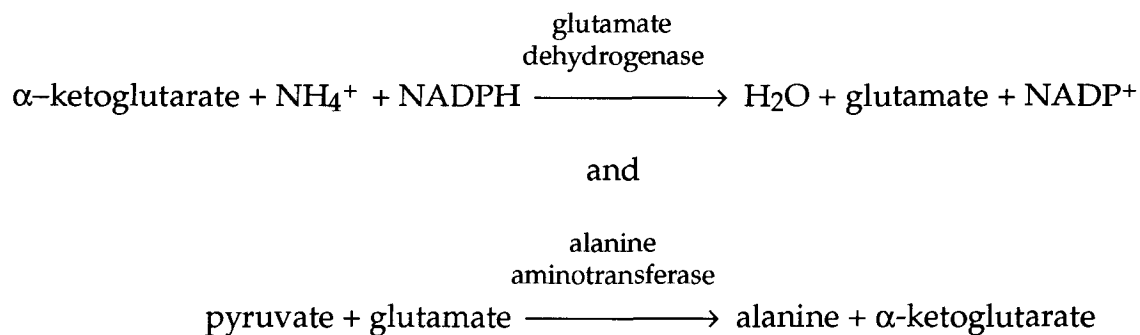 glutamate
dehydrogenase
α–ketoglutarate + NH₄⁺ + NADPH ⟶ H₂O + glutamate + NADP⁺
and
alanine
aminotransferase
pyruvate + glutamate ⟶ alanine + α-ketoglutarate